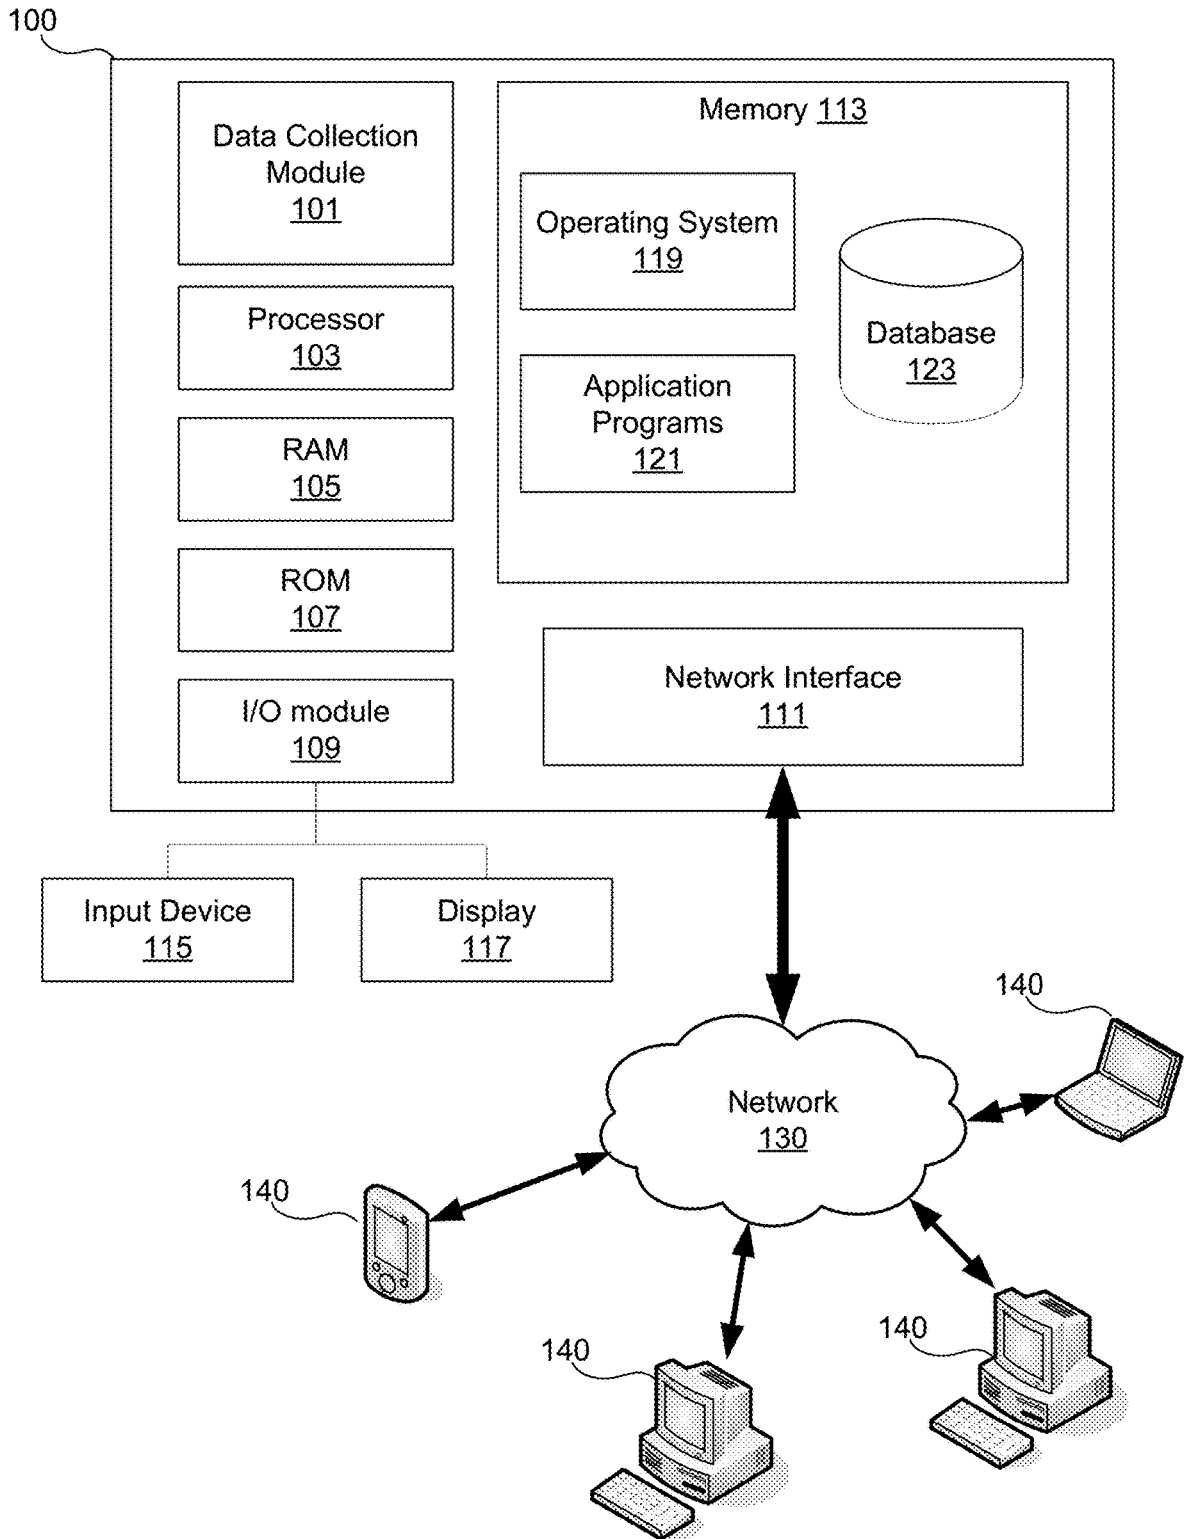 100
Data Collection
Module
101
Processor
103
RAM
105
ROM
107
I/O module
109
Memory 113
Operating System
119
Application
Programs
121
Database
123
Network Interface
111
Input Device
115
Display
117
Network
130
140
140
140
140